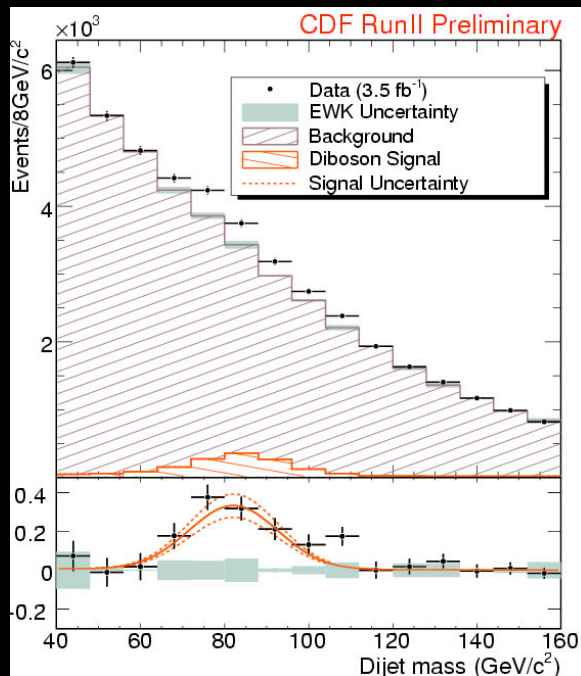 CDF RunII Preliminary
×10³
Events/8GeV/c²
6
4
2
Data (3.5 fb⁻¹)
EWK Uncertainty
Background
Diboson Signal
Signal Uncertainty
0.4
0.2
0
-0.2
40 60 80 100 120 140 160
Dijet mass (GeV/c²)